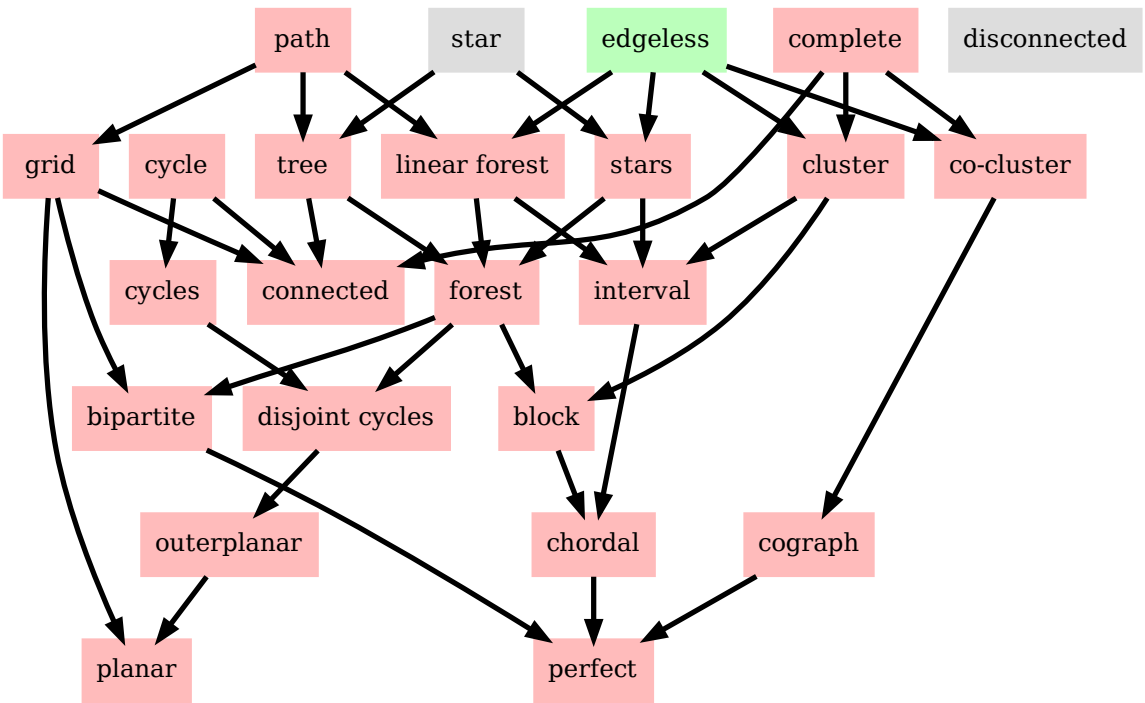 path
star
edgeless
complete
disconnected
grid
cycle
tree
linear forest
stars
cluster
co-cluster
cycles
connected
forest
interval
bipartite
disjoint cycles
block
outerplanar
chordal
cograph
planar
perfect